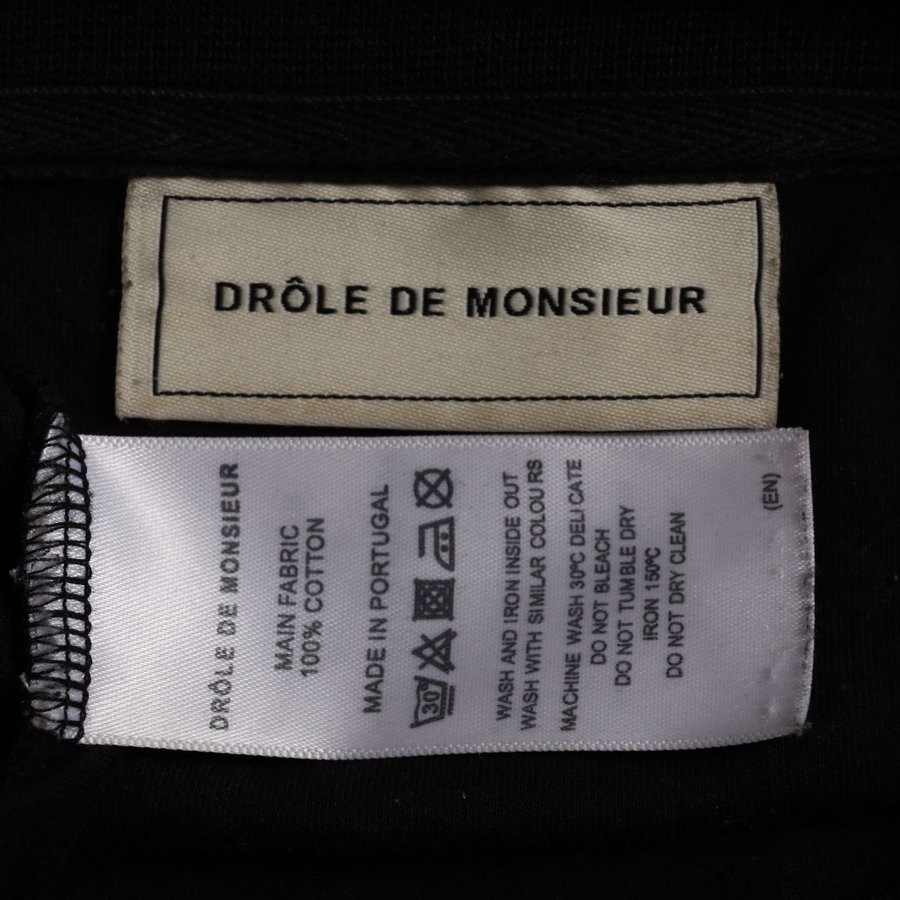 DRÔLE DE MONSIEUR
DRÔLE DE MONSIEUR
MAIN FABRIC
100% COTTON
MADE IN PORTUGAL
30°
WASH AND IRON INSIDE OUT
WASH WITH SIMILAR COLOURS
MACHINE WASH 30ºC DELICATE
DO NOT BLEACH
DO NOT TUMBLE DRY
IRON 150ºC
DO NOT DRY CLEAN
(EN)